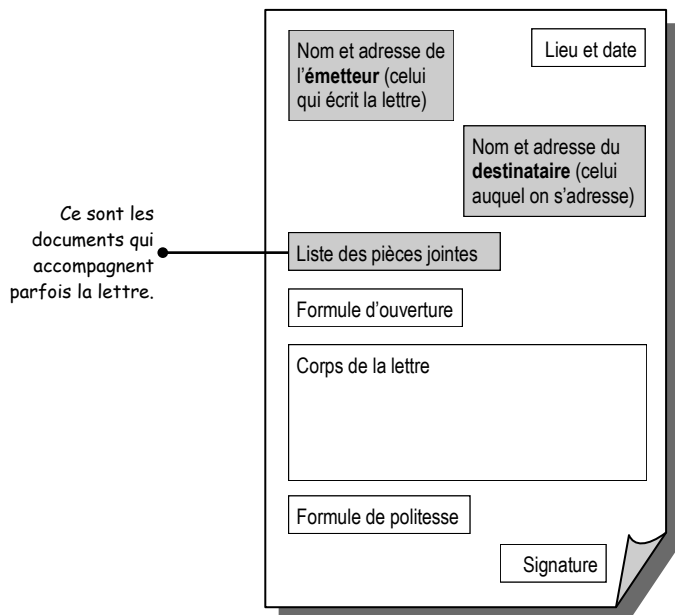 Nom et adresse de
l'émetteur (celui
qui écrit la lettre)
Lieu et date
Nom et adresse du
destinataire (celui
auquel on s'adresse)
Ce sont les
documents qui
accompagnent
parfois la lettre.
Liste des pièces jointes
Formule d'ouverture
Corps de la lettre
Formule de politesse
Signature